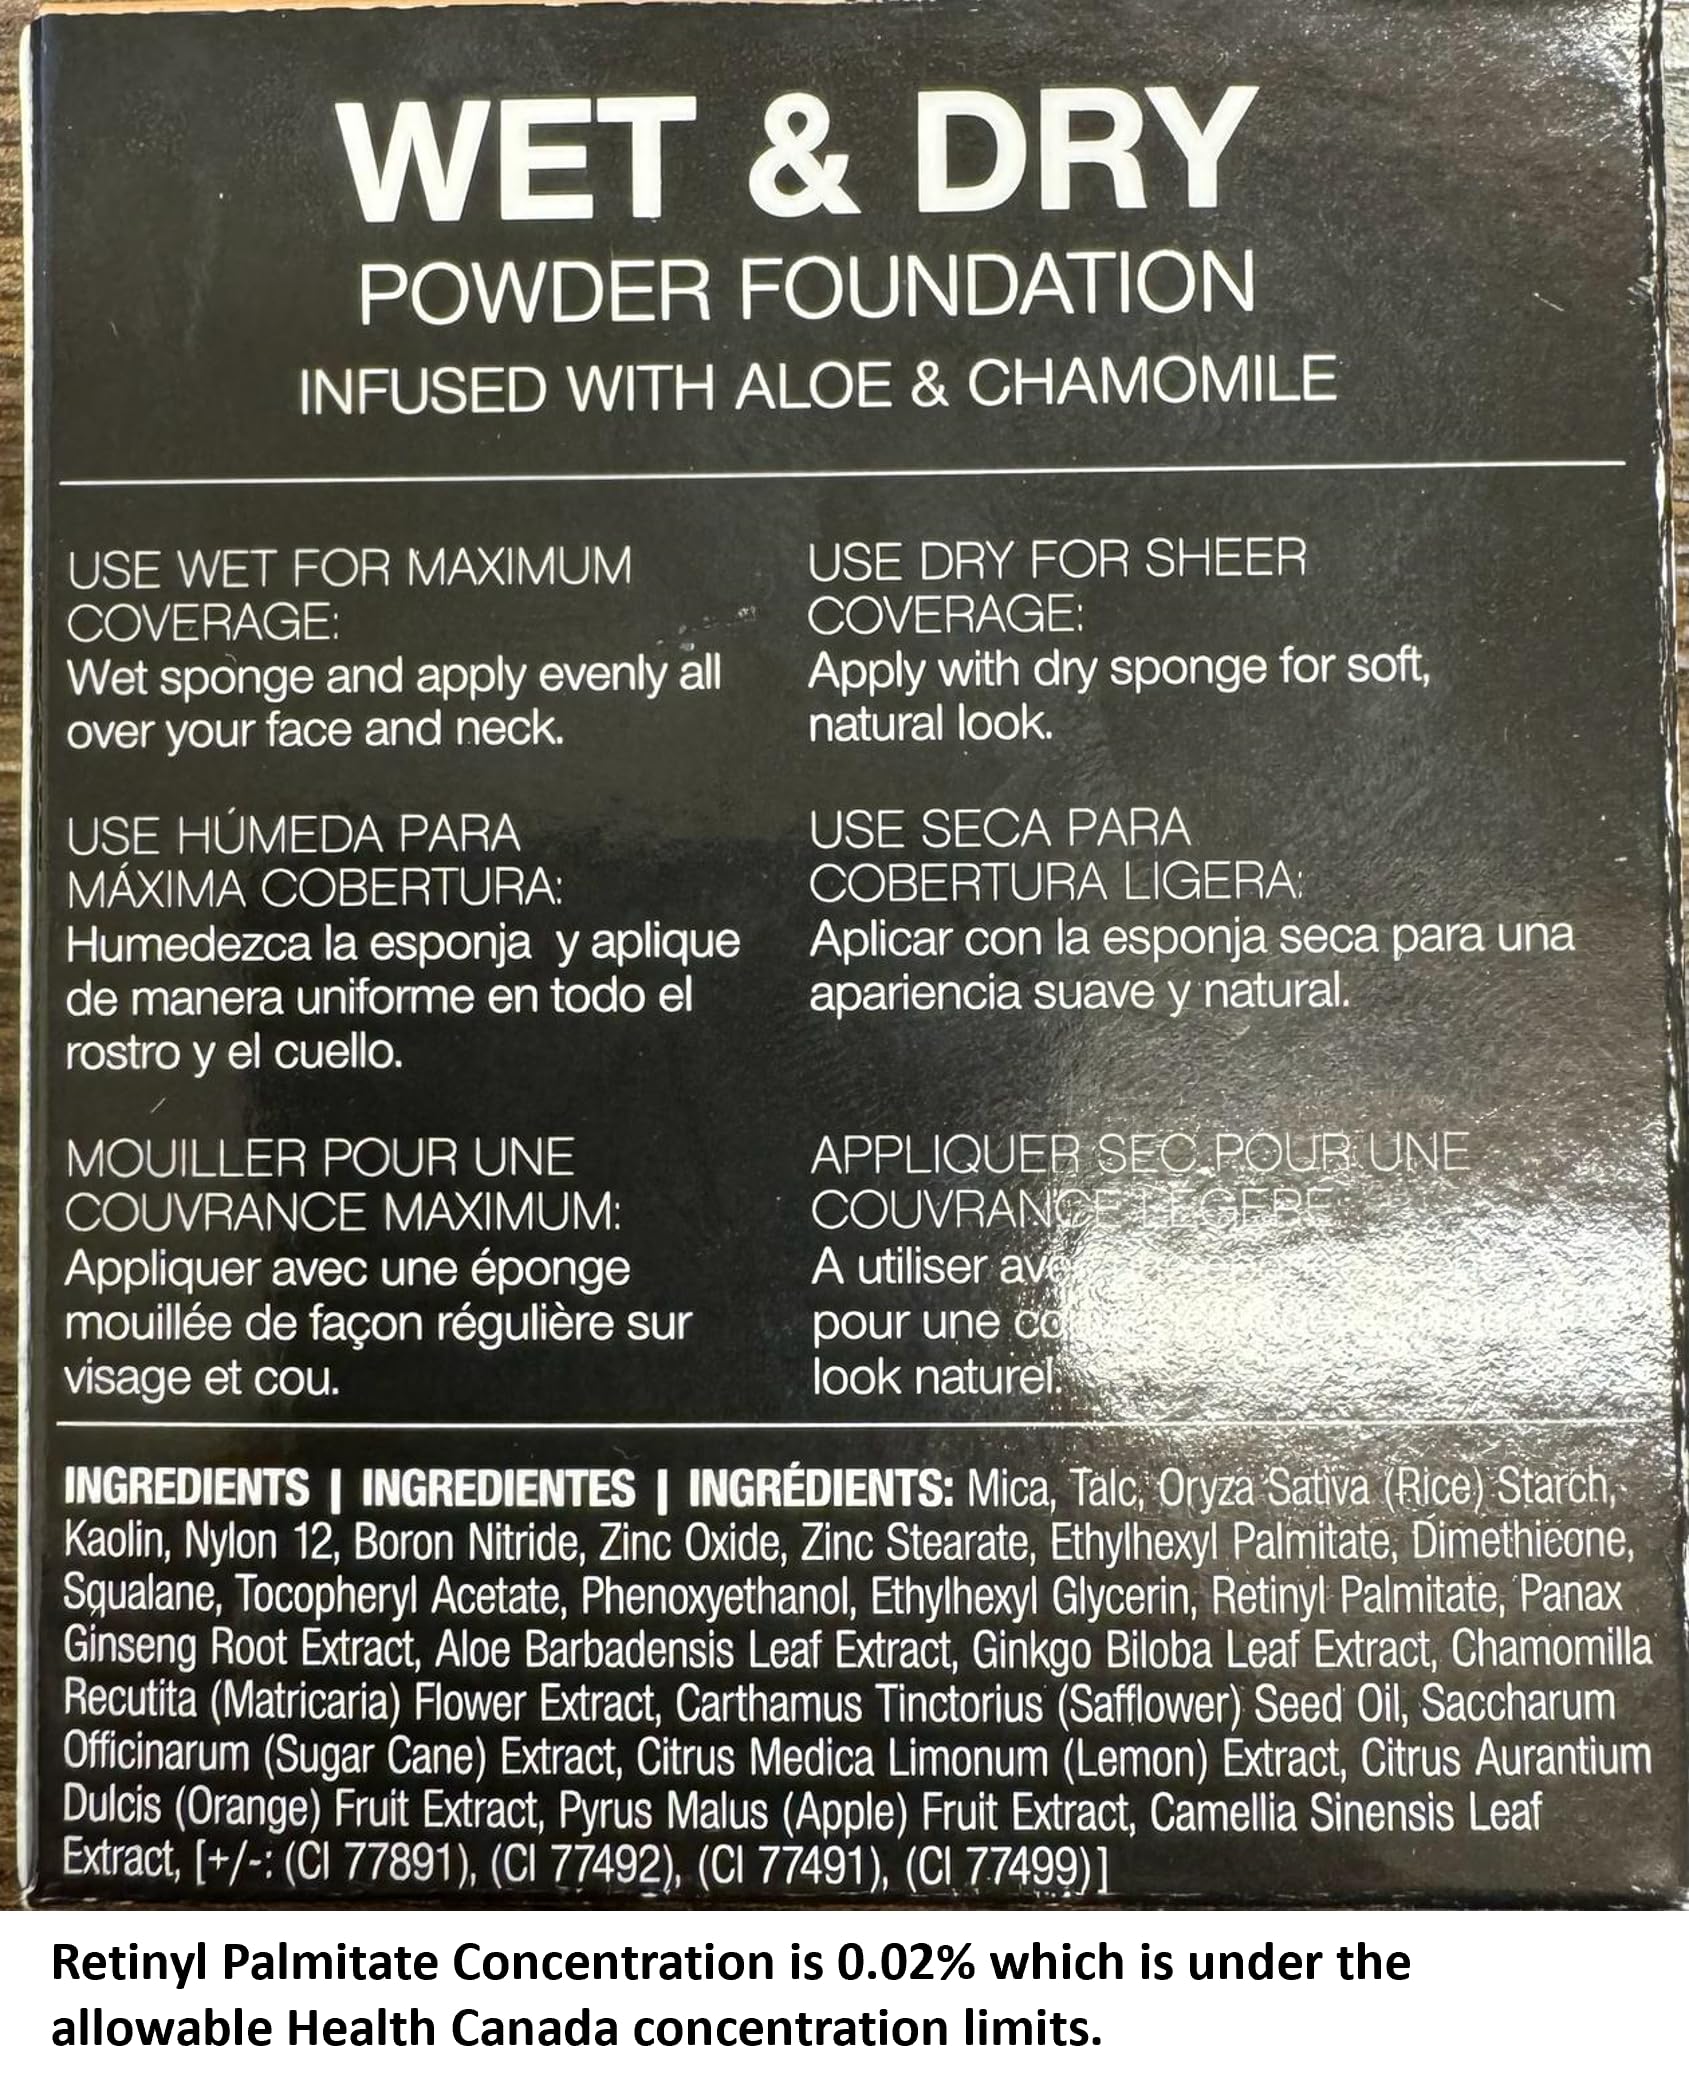 WET & DRY
POWDER FOUNDATION
INFUSED WITH ALOE & CHAMOMILE
USE WET FOR MAXIMUM
COVERAGE:
Wet sponge and apply evenly all
over your face and neck.
USE DRY FOR SHEER
COVERAGE:
Apply with dry sponge for soft,
natural look.
USE HÚMEDA PARA
MÁXIMA COBERTURA:
Humedezca la esponja y aplique
de manera uniforme en todo el
rostro y el cuello.
USE SECA PARA
COBERTURA LIGERA:
Aplicar con la esponja seca para una
apariencia suave y natural.
MOUILLER POUR UNE
COUVRANCE MAXIMUM:
Appliquer avec une éponge
mouillée de façon régulière sur
visage et cou.
APPLIQUER SEC POUR UNE
COUVRANCE LÉGÈRE:
A utiliser
pour une
look naturel.
INGREDIENTS | INGREDIENTES | INGRÉDIENTS: Mica, Talc, Oryza Sativa (Rice) Starch,
Kaolin, Nylon 12, Boron Nitride, Zinc Oxide, Zinc Stearate, Ethylhexyl Palmitate, Dimethicone,
Squalane, Tocopheryl Acetate, Phenoxyethanol, Ethylhexyl Glycerin, Retinyl Palmitate, Panax
Ginseng Root Extract, Aloe Barbadensis Leaf Extract, Ginkgo Biloba Leaf Extract, Chamomilla
Recutita (Matricaria) Flower Extract, Carthamus Tinctorius (Safflower) Seed Oil, Saccharum
Officinarum (Sugar Cane) Extract, Citrus Medica Limonum (Lemon) Extract, Citrus Aurantium
Dulcis (Orange) Fruit Extract, Pyrus Malus (Apple) Fruit Extract, Camellia Sinensis Leaf
Extract, [+/-: (CI 77891), (CI 77492), (CI 77491), (CI 77499)]
Retinyl Palmitate Concentration is 0.02% which is under the
allowable Health Canada concentration limits.